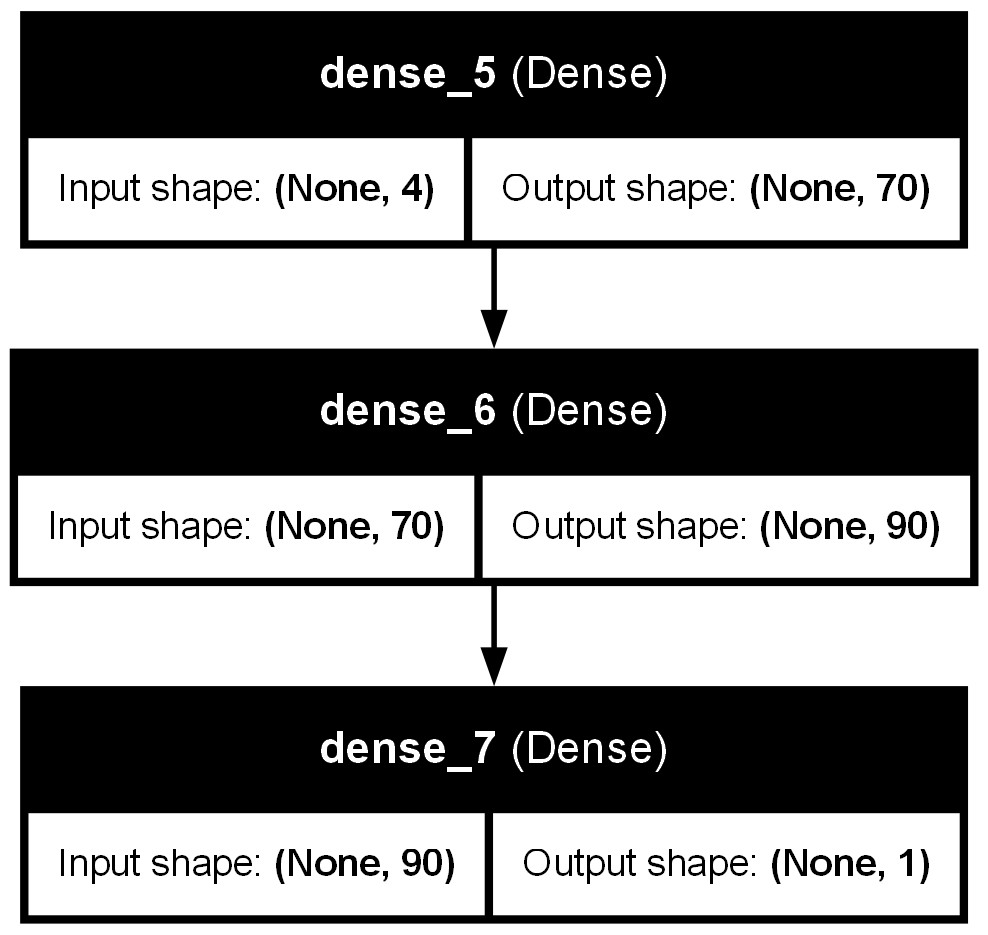 dense_5 (Dense)
Input shape: (None, 4) Output shape: (None, 70)
dense_6 (Dense)
Input shape: (None, 70) Output shape: (None, 90)
dense_7 (Dense)
Input shape: (None, 90) Output shape: (None, 1)